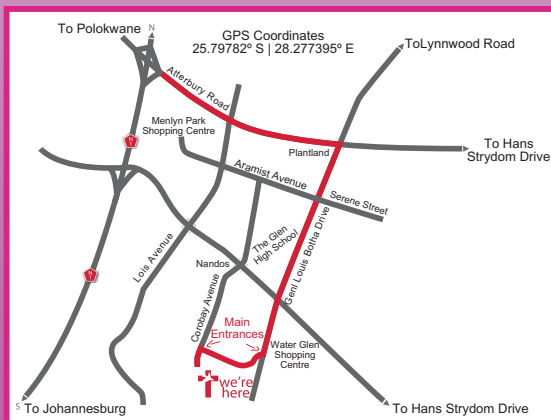 GPS Coordinates
25.79782º S | 28.277395º E
To Polokwane
N
ToLynnwood Road
Atterbury Road
Menlyn Park
Shopping Centre
Plantland
To Hans
Strydom Drive
Aramist Avenue
Serene Street
The Glen
High School
Genl Louis Botha Drive
Lois Avenue
Nandos
Corobay Avenue
Main
Entrances
Water Glen
Shopping
Centre
we're
here
S
To Johannesburg
To Hans Strydom Drive